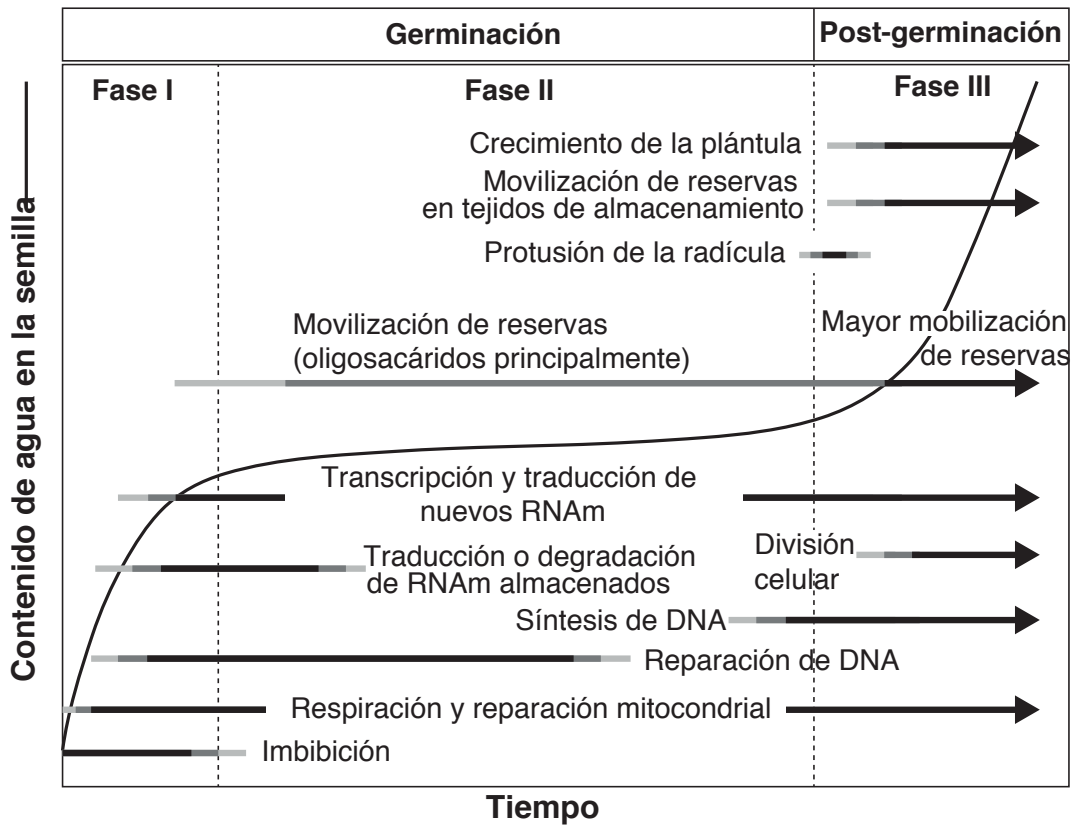 Germinación
Post-germinación
Fase I
Fase II
Fase III
Crecimiento de la plántula
Movilización de reservas
en tejidos de almacenamiento
Protusión de la radícula
Movilización de reservas
(oligosacáridos principalmente)
Mayor mobilización
de reservas
Transcripción y traducción de
nuevos RNAm
Traducción o degradación
de RNAm almacenados
División
celular
Síntesis de DNA
Reparación de DNA
Respiración y reparación mitocondrial
Imbibición
Contenido de agua en la semilla
Tiempo